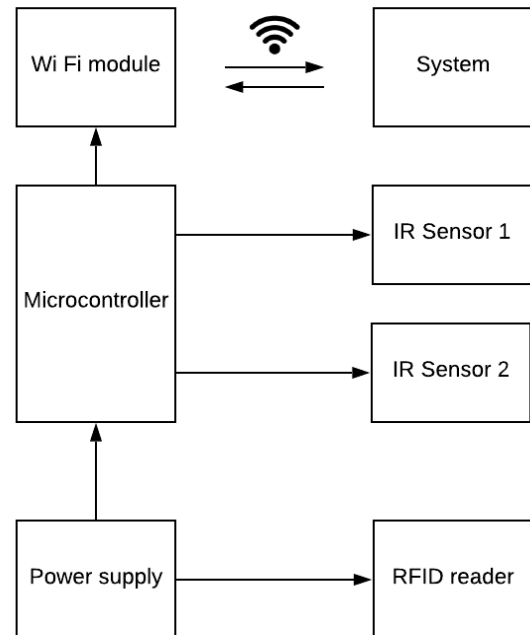 Wi Fi module
System
IR Sensor 1
Microcontroller
IR Sensor 2
Power supply
RFID reader